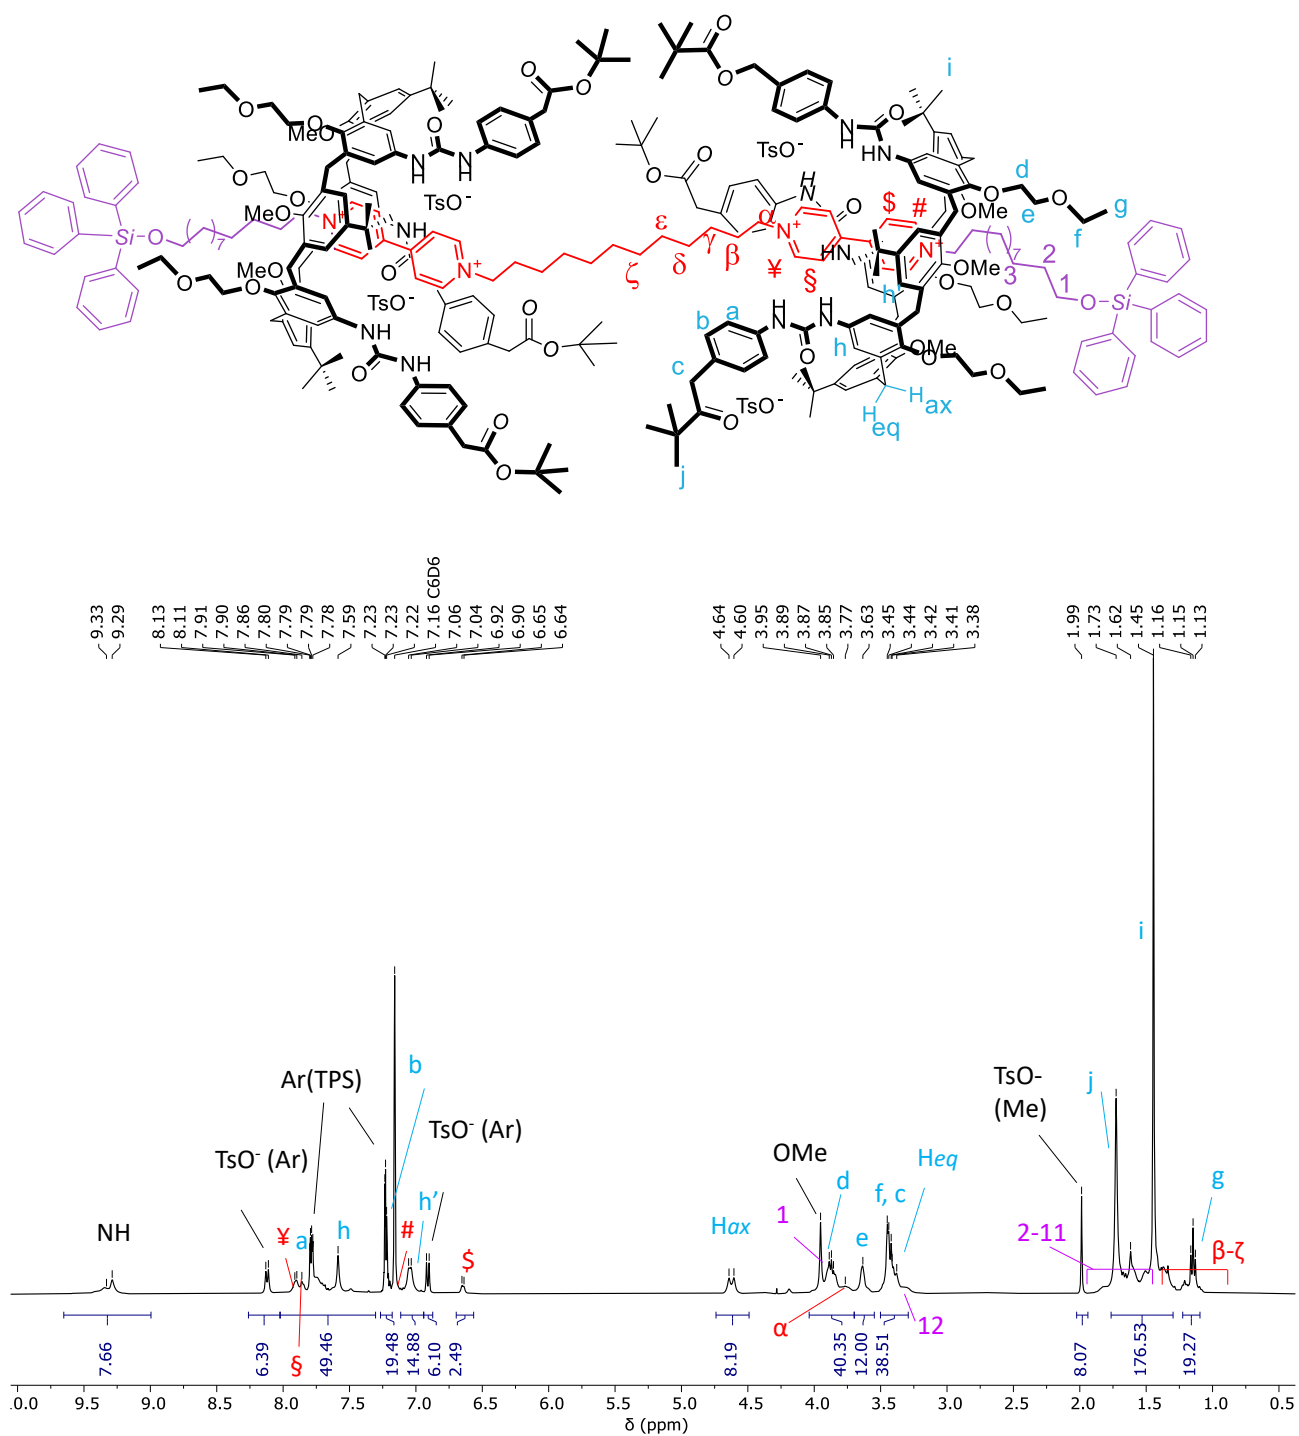 O
O
i
O
O
O
O
NH
O
NH
d
O
O
e
O
g
f
OMe
MeO
O
NH
O
NH
TsO-
TsO-
O
O
H
N
O
$
#
α
ε
γ
β
δ
ζ
N+
¥
§
HN
N+
OMe
h'
3
7
2
1
O
Si
O
O
O
MeO
N+
NH
O
N+
Si
O
7
O
O
MeO
TsO-
NH
O
NH
O
O
O
O
b
a
NH
O
NH
h
OMe
O
O
c
O
TsO-
H
ax
H
eq
j
9.33
9.29
8.13
8.11
7.91
7.90
7.86
7.80
7.79
7.79
7.78
7.59
7.23
7.23
7.22
7.16 C6D6
7.06
7.04
6.92
6.90
6.65
6.64
4.64
4.60
3.95
3.89
3.87
3.85
3.77
3.63
3.45
3.44
3.42
3.41
3.38
1.99
1.73
1.62
1.45
1.16
1.15
1.13
NH
TsO- (Ar)
¥
a
§
Ar(TPS)
h
b
#
h’
TsO- (Ar)
$
Hax
1
OMe
d
α
e
f, c
Heq
12
TsO-
(Me)
j
2-11
i
g
β-ζ
7.66
6.39
49.46
19.48
14.88
6.10
2.49
8.19
40.35
12.00
38.51
8.07
176.53
19.27
.0.0 9.5 9.0 8.5 8.0 7.5 7.0 6.5 6.0 5.5 5.0 4.5 4.0 3.5 3.0 2.5 2.0 1.5 1.0 0.5
δ (ppm)